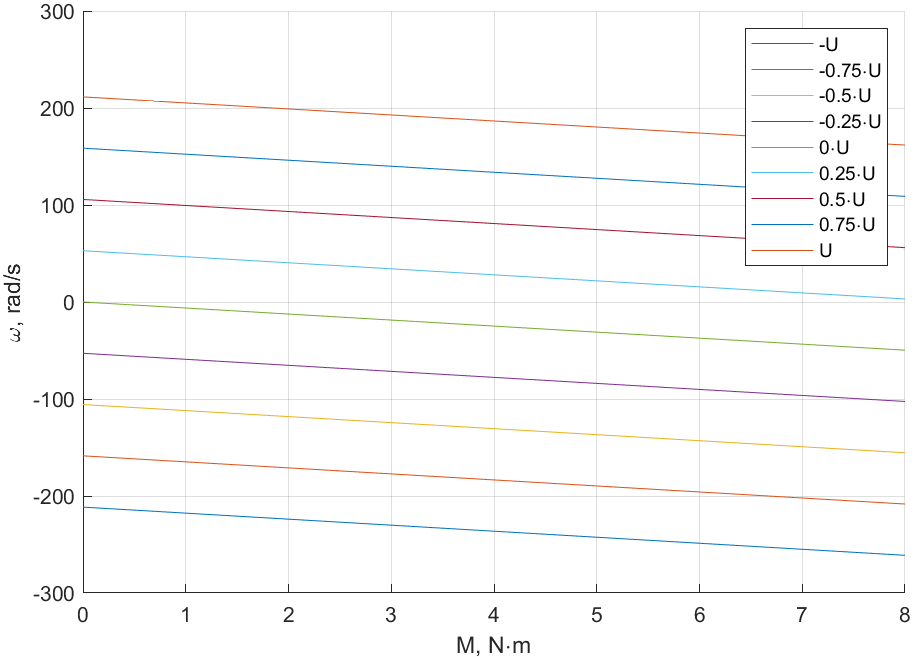 300
200
100
0
-100
-200
-300
ω, rad/s
0 1 2 3 4 5 6 7 8
M, N·m
-U
-0.75·U
-0.5·U
-0.25·U
0·U
0.25·U
0.5·U
0.75·U
U